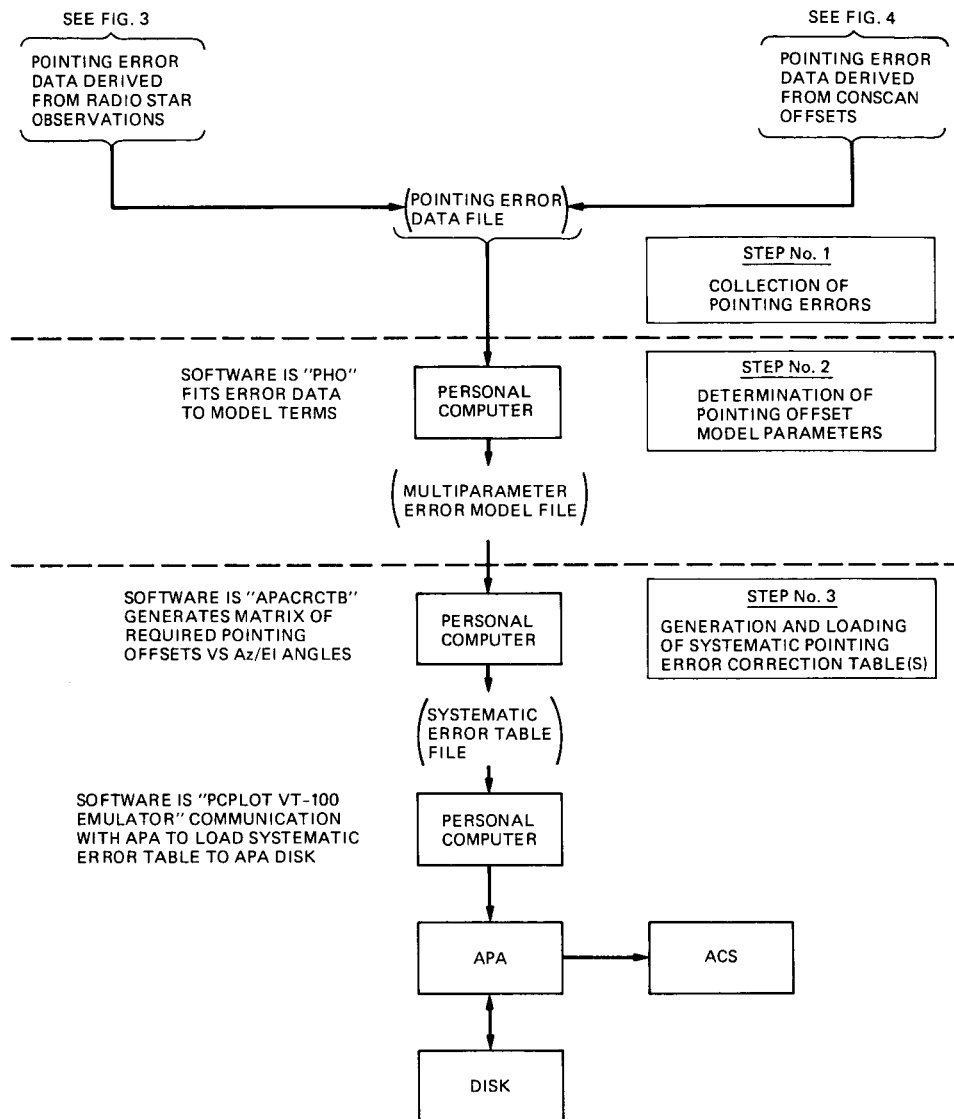 SEE FIG. 3
POINTING ERROR
DATA DERIVED
FROM RADIO STAR
OBSERVATIONS
SEE FIG. 4
POINTING ERROR
DATA DERIVED
FROM CONSCAN
OFFSETS
(POINTING ERROR
DATA FILE)
STEP No. 1
COLLECTION OF
POINTING ERRORS
SOFTWARE IS "PHO"
FITS ERROR DATA
TO MODEL TERMS
PERSONAL
COMPUTER
STEP No. 2
DETERMINATION OF
POINTING OFFSET
MODEL PARAMETERS
(MULTIPARAMETER
ERROR MODEL FILE)
SOFTWARE IS "APACRCTB"
GENERATES MATRIX OF
REQUIRED POINTING
OFFSETS VS Az/El ANGLES
PERSONAL
COMPUTER
STEP No. 3
GENERATION AND LOADING
OF SYSTEMATIC POINTING
ERROR CORRECTION TABLE(S)
(SYSTEMATIC
ERROR TABLE
FILE)
SOFTWARE IS "PCPLOT VT-100
EMULATOR" COMMUNICATION
WITH APA TO LOAD SYSTEMATIC
ERROR TABLE TO APA DISK
PERSONAL
COMPUTER
APA
ACS
DISK